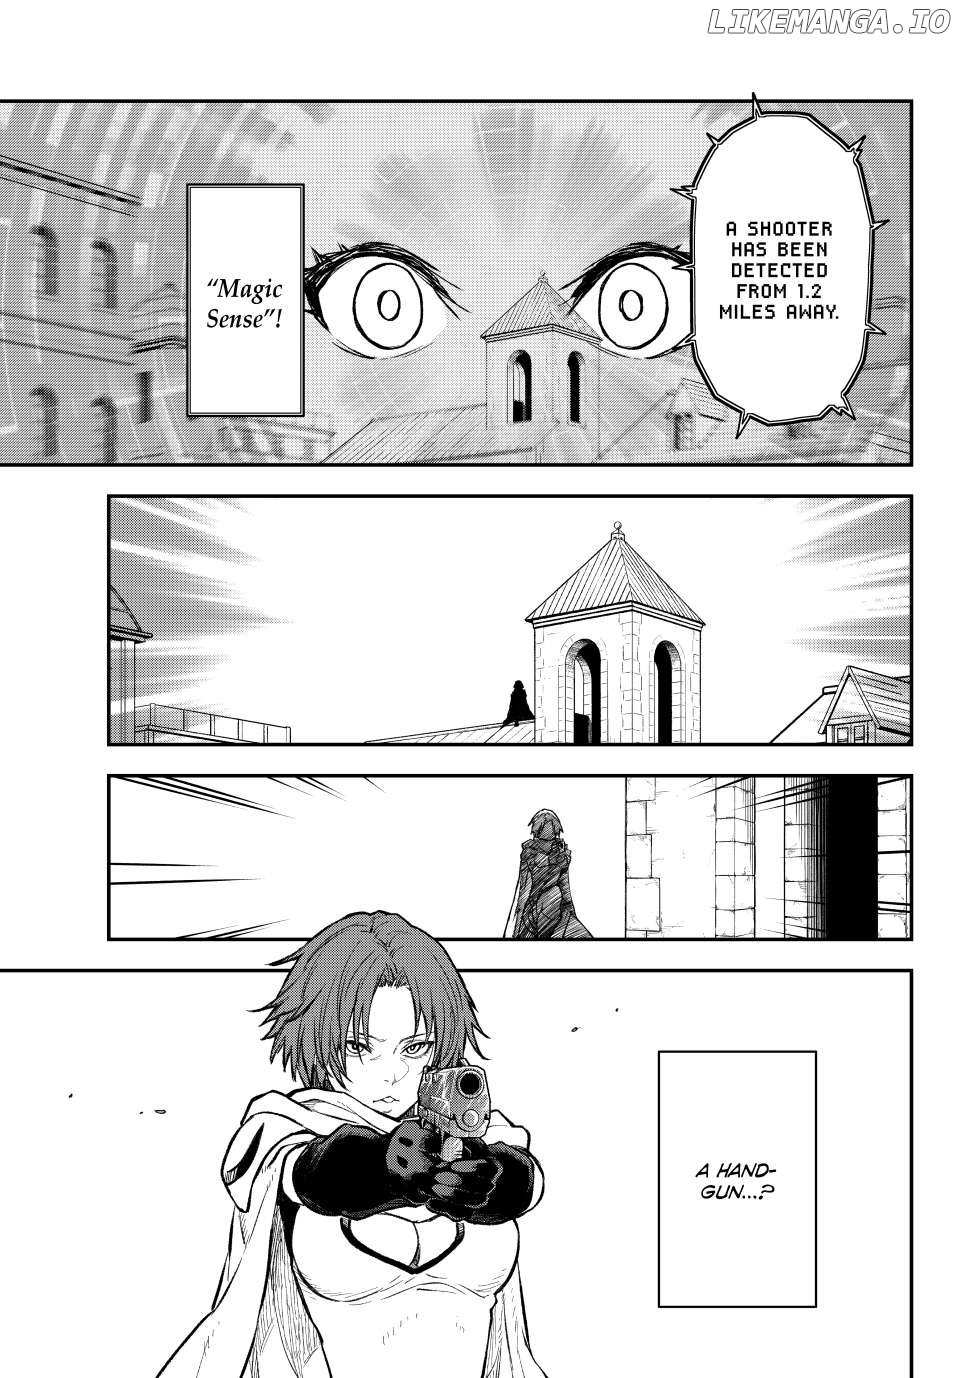 LIKEMANGA.IO
A SHOOTER
HAS BEEN
DETECTED
FROM 1.2
MILES AWAY.
“Magic
Sense”!
A HAND-
GUN...?